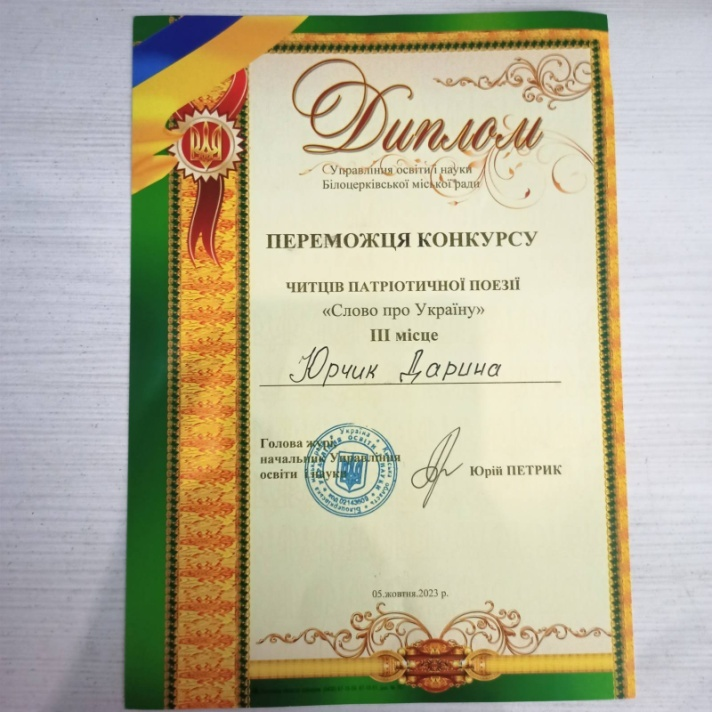 Диплом
Управління освіти і науки
Білоцерківської міської ради
ПЕРЕМОЖЦЯ КОНКУРСУ
ЧИТЦІВ ПАТРІОТИЧНОЇ ПОЕЗІЇ
«Слово про Україну»
ІІІ місце
Юрчик Дарина
Голова журі
начальник Управління
освіти і науки
Юрій ПЕТРИК
05.жовтня.2023 р.